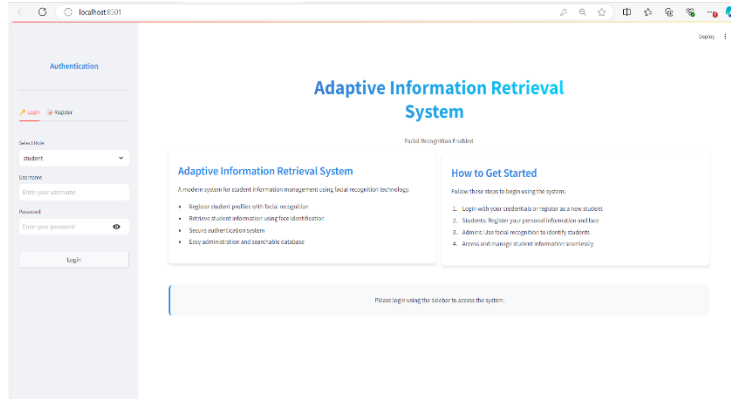 localhost:8501
Deploy
Authentication
Login Register
Select Role
student
Username
Enter your username
Password
Enter your password
Login
Adaptive Information Retrieval
System
Facial Recognition Enabled
Adaptive Information Retrieval System
A modern system for student information management using facial recognition technology:
• Register student profiles with facial recognition
• Retrieve student information using face identification
• Secure authentication system
• Easy administration and searchable database
How to Get Started
Follow these steps to begin using the system:
1. Login with your credentials or register as a new student
2. Students: Register your personal information and face
3. Admins: Use facial recognition to identify students
4. Access and manage student information seamlessly
Please login using the sidebar to access the system.